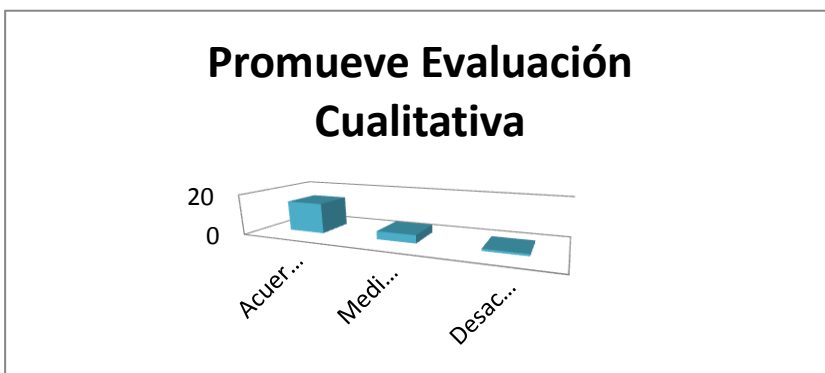 Promueve Evaluación
Cualitativa
20
0
Acuer...
Medi...
Desac...